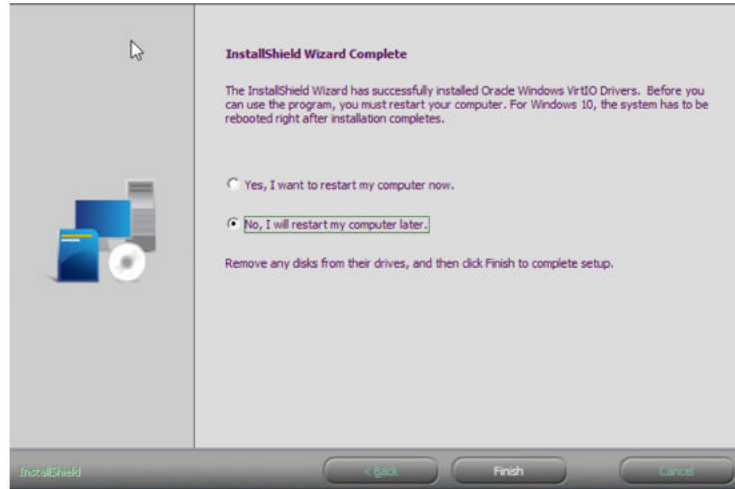 InstallShield Wizard Complete
The InstallShield Wizard has successfully installed Oracle Windows VirtIO Drivers. Before you
can use the program, you must restart your computer. For Windows 10, the system has to be
rebooted right after installation completes.
Yes, I want to restart my computer now.
No, I will restart my computer later.
Remove any disks from their drives, and then click Finish to complete setup.
InstallShield
< Back
Finish
Cancel